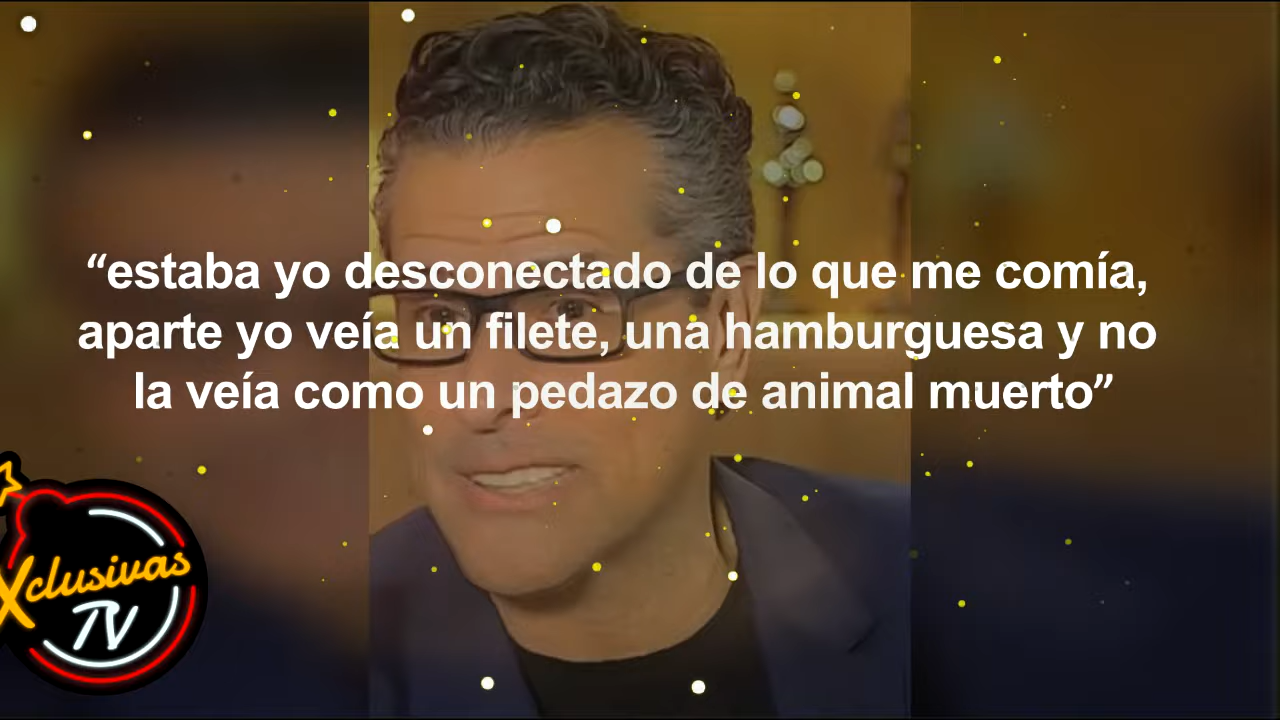 “estaba yo desconectado de lo que me comía,
aparte yo veía un filete, una hamburguesa y no
la veía como un pedazo de animal muerto”
Xclusivas
TV